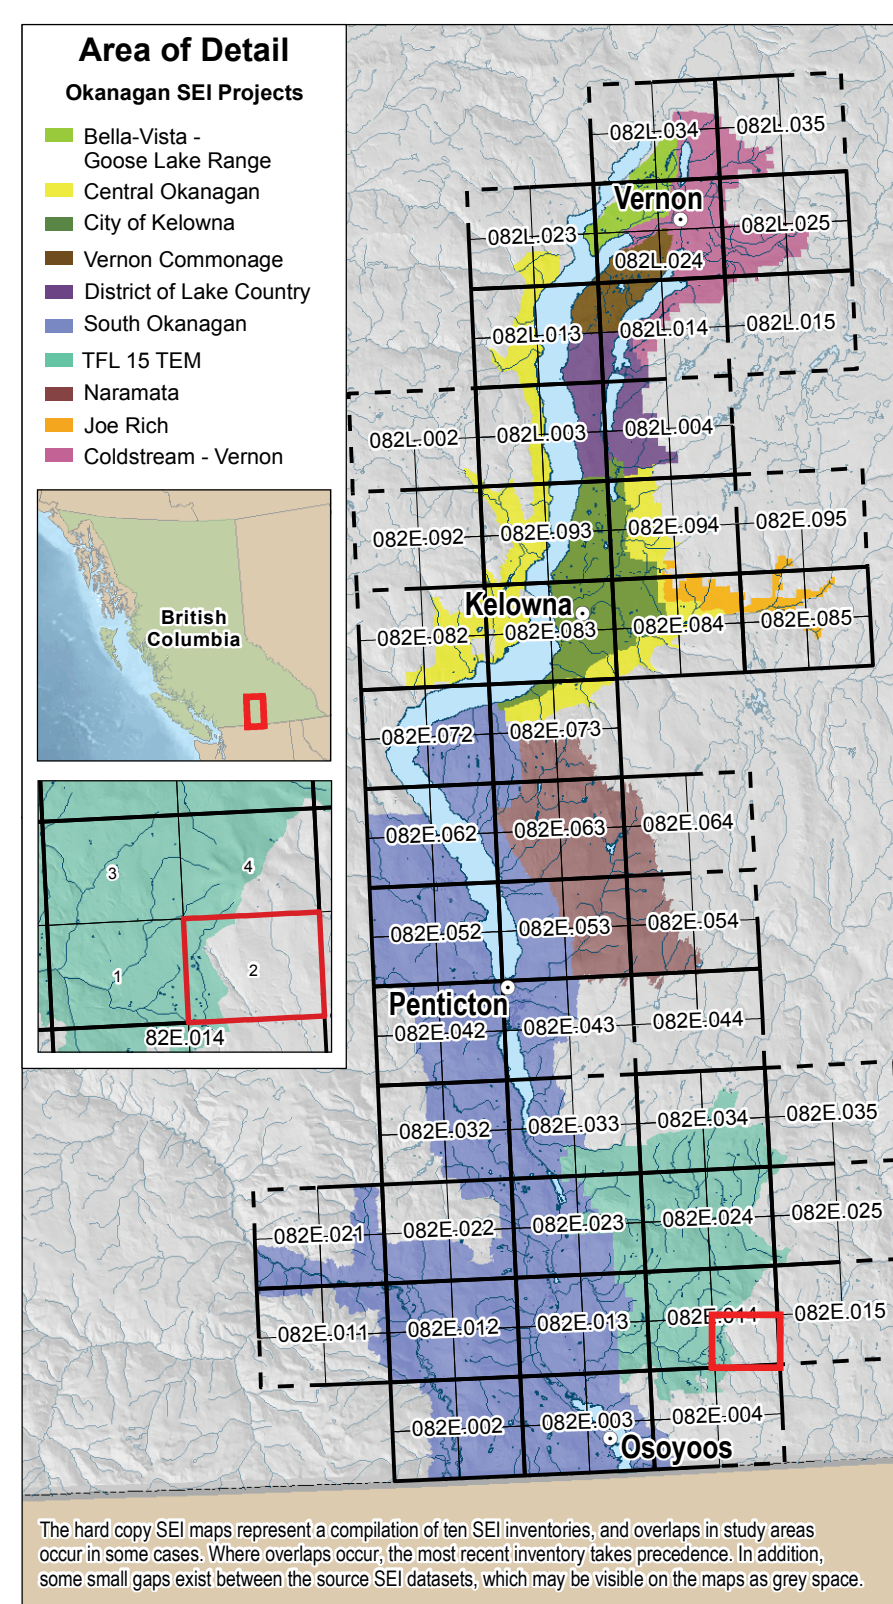 Area of Detail
Okanagan SEI Projects
Bella-Vista -
Goose Lake Range
Central Okanagan
City of Kelowna
Vernon Commonage
District of Lake Country
South Okanagan
TFL 15 TEM
Naramata
Joe Rich
Coldstream - Vernon
British
Columbia
3
4
1
2
82E.014
082L.034
082L.035
Vernon
082L.023
082L.025
082L.024
082L.013
082L.014
082L.015
082L.002
082L.003
082L.004
082E.092
082E.093
082E.094
082E.095
Kelowna
082E.082
082E.083
082E.084
082E.085
082E.072
082E.073
082E.062
082E.063
082E.064
082E.052
082E.053
082E.054
Penticton
082E.042
082E.043
082E.044
082E.032
082E.033
082E.034
082E.035
082E.021
082E.022
082E.023
082E.024
082E.025
082E.011
082E.012
082E.013
082E.014
082E.015
082E.002
082E.003
082E.004
Osoyoos
The hard copy SEI maps represent a compilation of ten SEI inventories, and overlaps in study areas
occur in some cases. Where overlaps occur, the most recent inventory takes precedence. In addition,
some small gaps exist between the source SEI datasets, which may be visible on the maps as grey space.